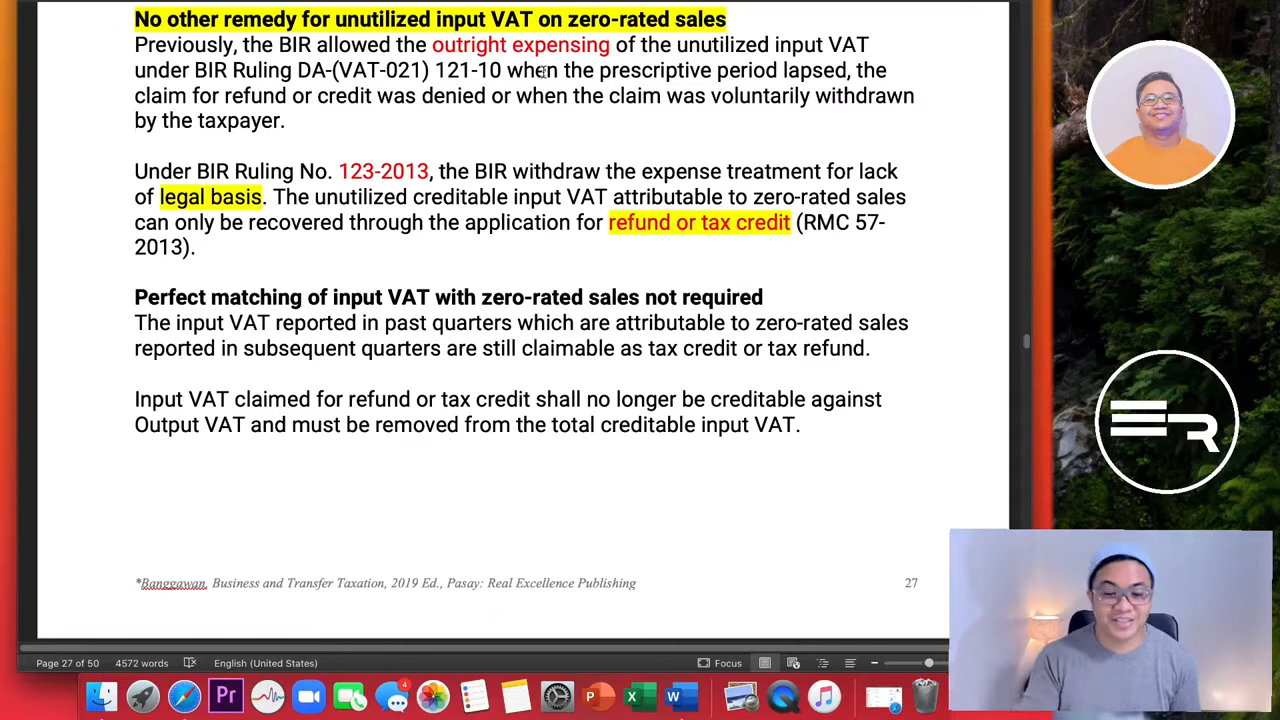 No other remedy for unutilized input VAT on zero-rated sales
Previously, the BIR allowed the outright expensing of the unutilized input VAT
under BIR Ruling DA-(VAT-021) 121-10 when the prescriptive period lapsed, the
claim for refund or credit was denied or when the claim was voluntarily withdrawn
by the taxpayer.
Under BIR Ruling No. 123-2013, the BIR withdraw the expense treatment for lack
of legal basis. The unutilized creditable input VAT attributable to zero-rated sales
can only be recovered through the application for refund or tax credit (RMC 57-
2013).
Perfect matching of input VAT with zero-rated sales not required
The input VAT reported in past quarters which are attributable to zero-rated sales
reported in subsequent quarters are still claimable as tax credit or tax refund.
Input VAT claimed for refund or tax credit shall no longer be creditable against
Output VAT and must be removed from the total creditable input VAT.
*Banggawan, Business and Transfer Taxation, 2019 Ed., Pasay: Real Excellence Publishing 27
ER
Page 27 of 50 4572 words English (United States) Focus
Pr 4